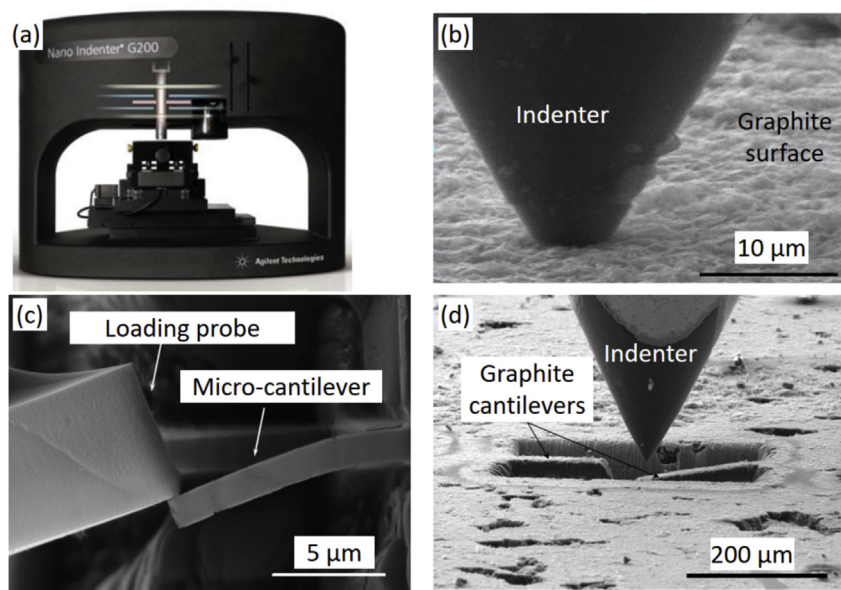 (a)
Nano Indenter® G200
Agilent Technologies
(b)
Indenter
Graphite
surface
10 μm
(c)
Loading probe
Micro-cantilever
5 μm
(d)
Indenter
Graphite
cantilevers
200 μm